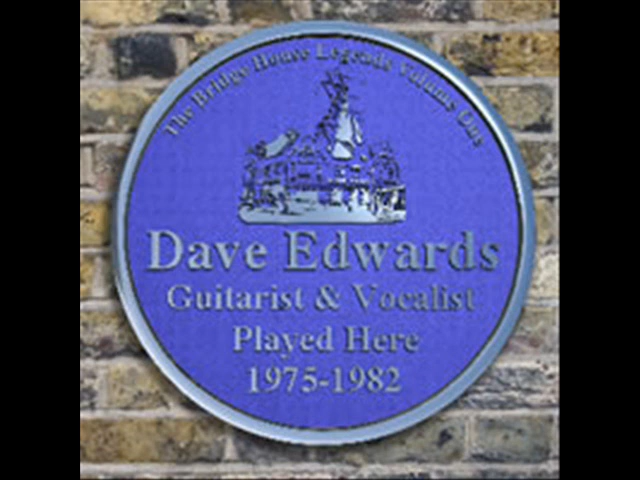 The Bridge House Legends Volume One
Dave Edwards
Guitarist & Vocalist
Played Here
1975-1982